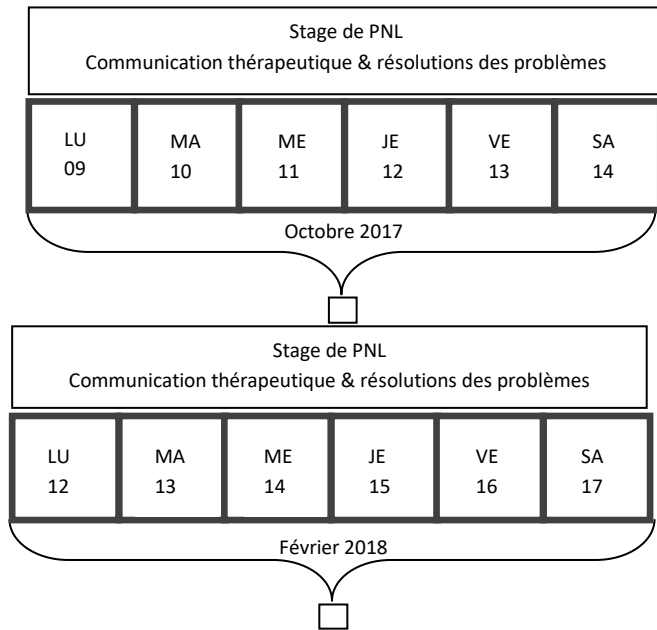 Stage de PNL
Communication thérapeutique & résolutions des problèmes
LU MA ME JE VE SA
09 10 11 12 13 14
Octobre 2017
Stage de PNL
Communication thérapeutique & résolutions des problèmes
LU MA ME JE VE SA
12 13 14 15 16 17
Février 2018